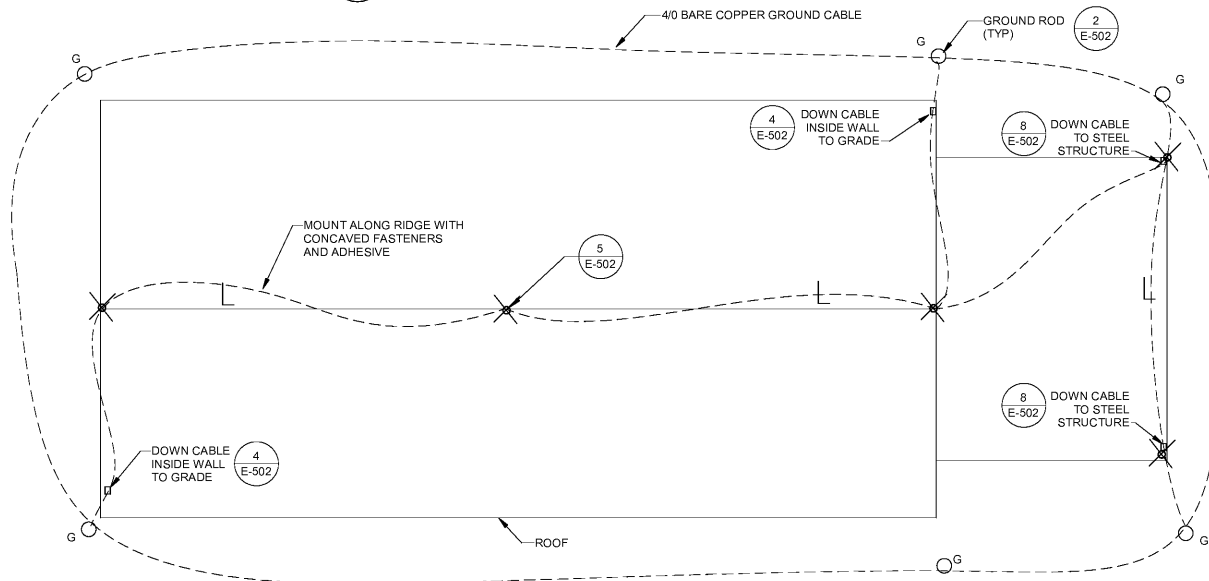 4/0 BARE COPPER GROUND CABLE
G
GROUND ROD
(TYP)
2
E-502
G
G
4
E-502
DOWN CABLE
INSIDE WALL
TO GRADE
8
E-502
DOWN CABLE
TO STEEL
STRUCTURE
MOUNT ALONG RIDGE WITH
CONCAVED FASTENERS
AND ADHESIVE
5
E-502
L
L
L
8
E-502
DOWN CABLE
TO STEEL
STRUCTURE
DOWN CABLE
INSIDE WALL
TO GRADE
4
E-502
G
ROOF
G
G